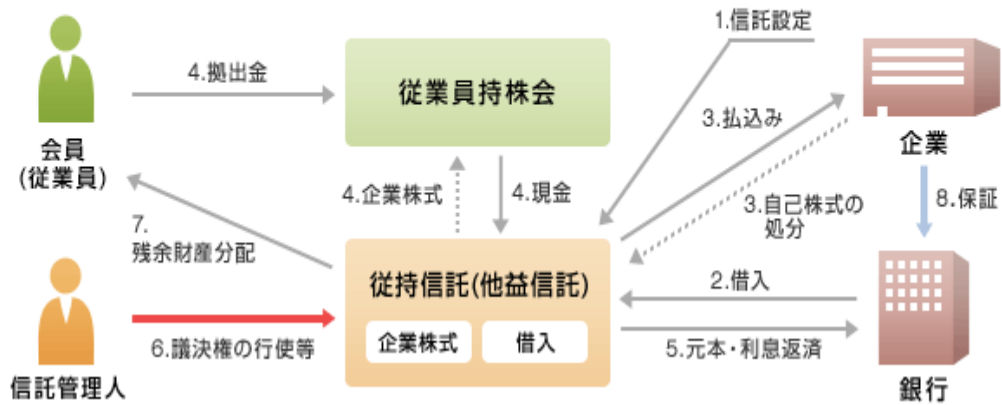 1.信託設定
4.拠出金
従業員持株会
3.払込み
会員
(従業員)
企業
4.企業株式
4.現金
3.自己株式の
処分
8.保証
7.
残余財産分配
従持信託(他益信託)
2.借入
企業株式
借入
6.議決権の行使等
5.元本・利息返済
信託管理人
銀行